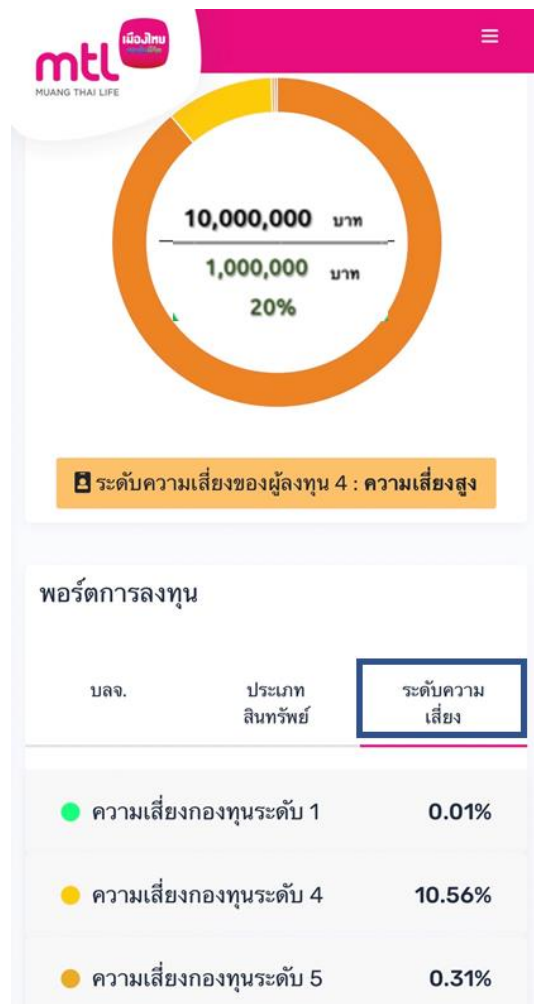 เมืองไทย
mtl
MUANG THAI LIFE
10,000,000 บาท
1,000,000 บาท
20%
ระดับความเสี่ยงของผู้ลงทุน 4 : ความเสี่ยงสูง
พอร์ตการลงทุน
บลจ.
ประเภท
สินทรัพย์
ระดับความ
เสี่ยง
ความเสี่ยงกองทุนระดับ 1 0.01%
ความเสี่ยงกองทุนระดับ 4 10.56%
ความเสี่ยงกองทุนระดับ 5 0.31%